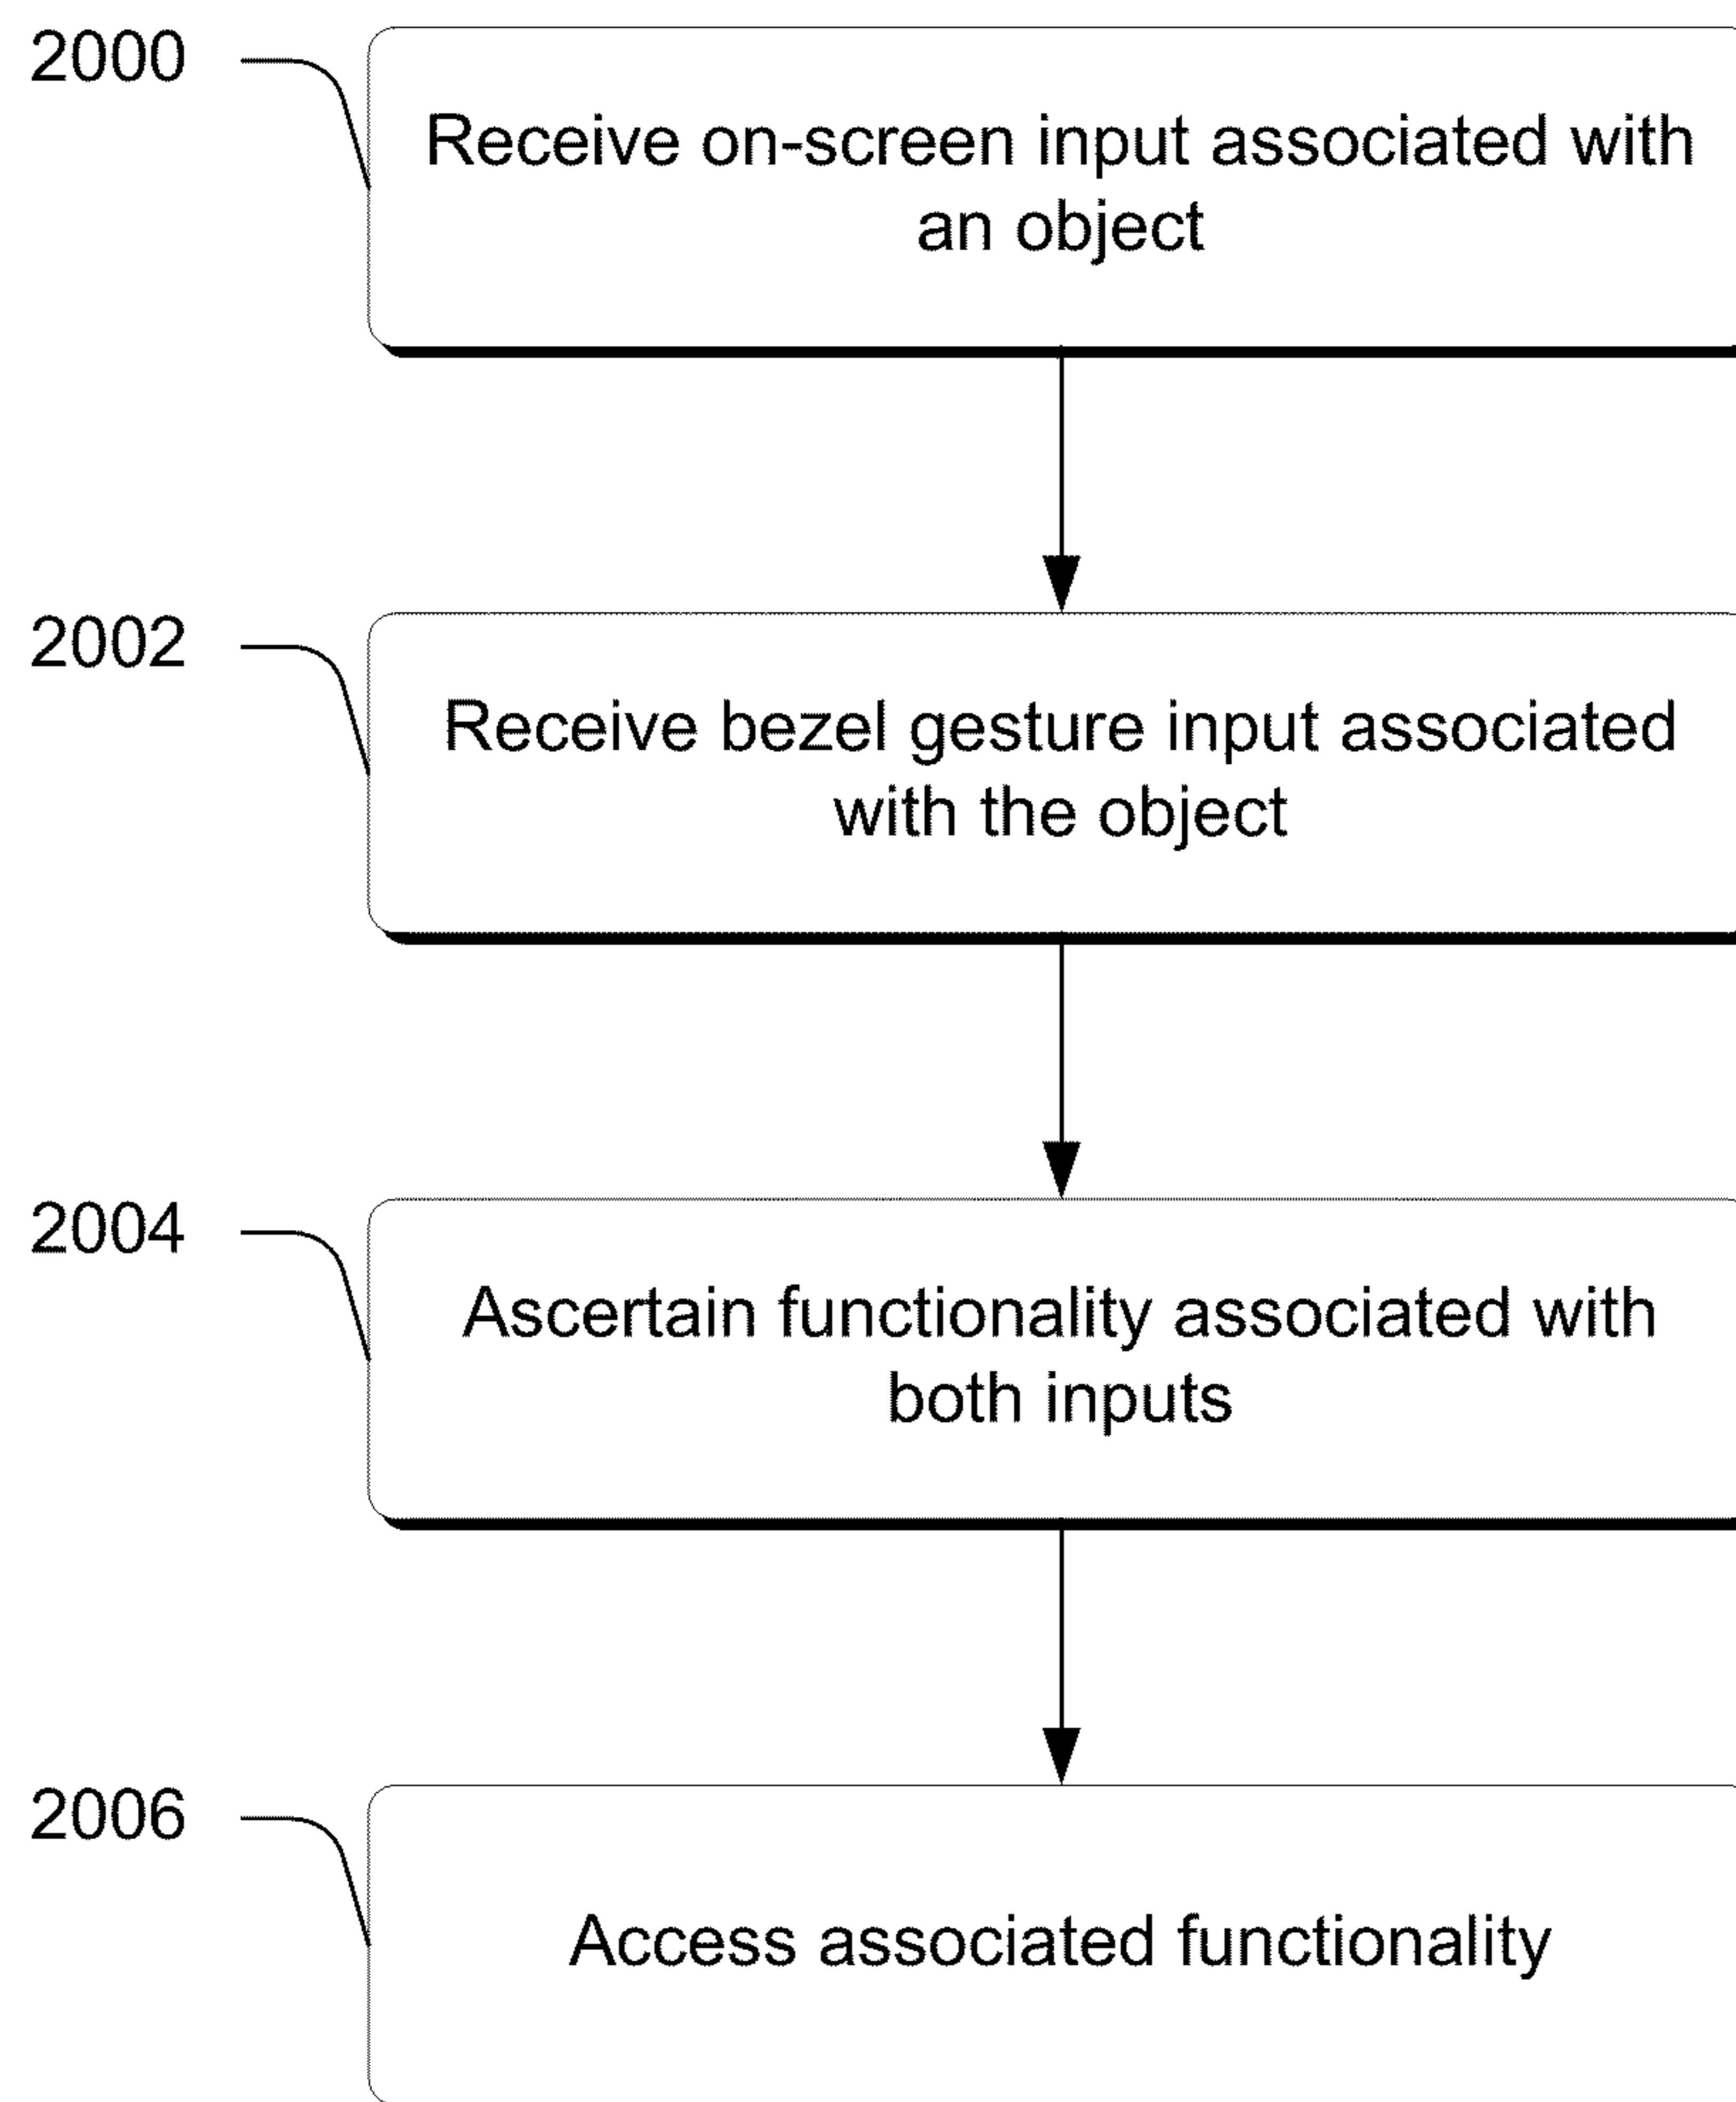 2000
Receive on-screen input associated with
an object
2002
Receive bezel gesture input associated
with the object
2004
Ascertain functionality associated with
both inputs
2006
Access associated functionality